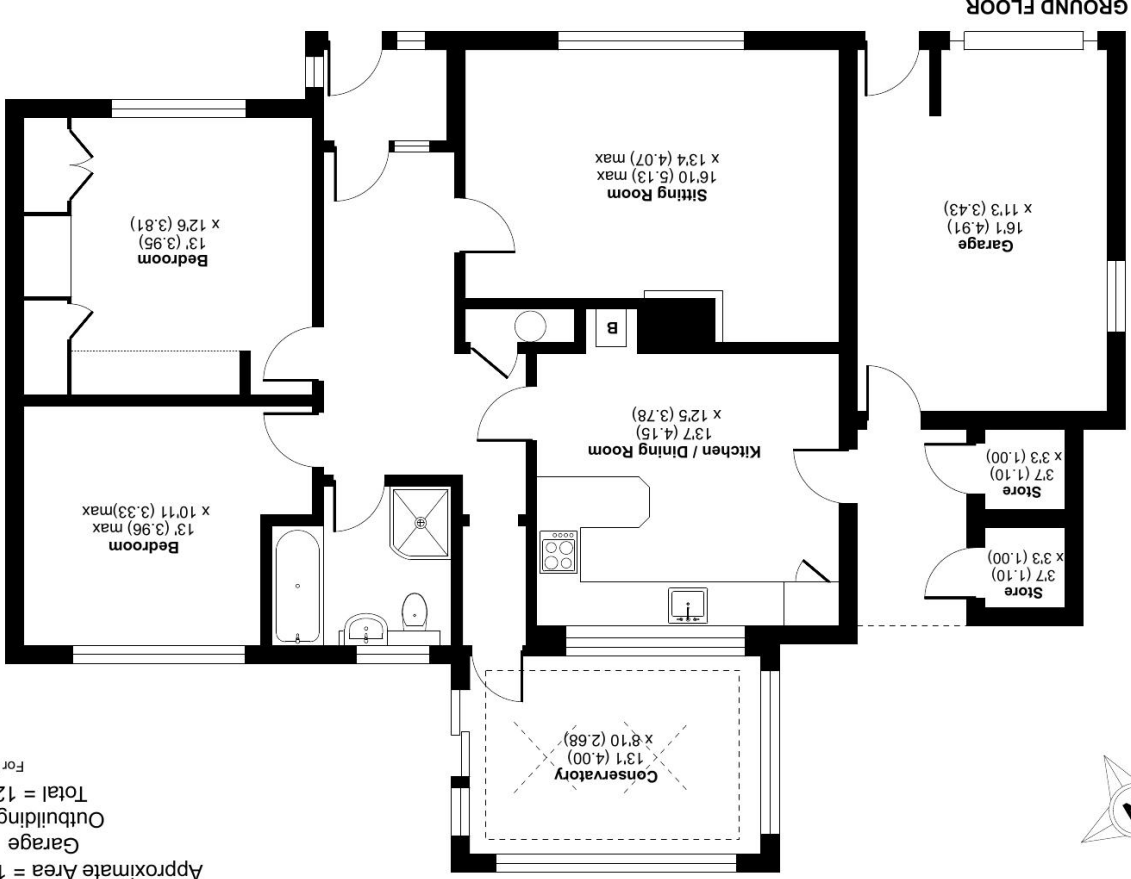 Approximate Area = 1
Garage
Outbuilding
Total = 12
For
Conservatory
13'1 (4.00)
x 8'10 (2.68)
Store
3'7 (1.10)
x 3'3 (1.00)
Store
3'7 (1.10)
x 3'3 (1.00)
Kitchen / Dining Room
13'7 (4.15)
x 12'5 (3.78)
Bedroom
13' (3.96) max
x 10'11 (3.33)max
B
Garage
16'1 (4.91)
x 11'3 (3.43)
Sitting Room
16'10 (5.13) max
x 13'4 (4.07) max
Bedroom
13' (3.95)
x 12'6 (3.81)
GROUND FLOOR